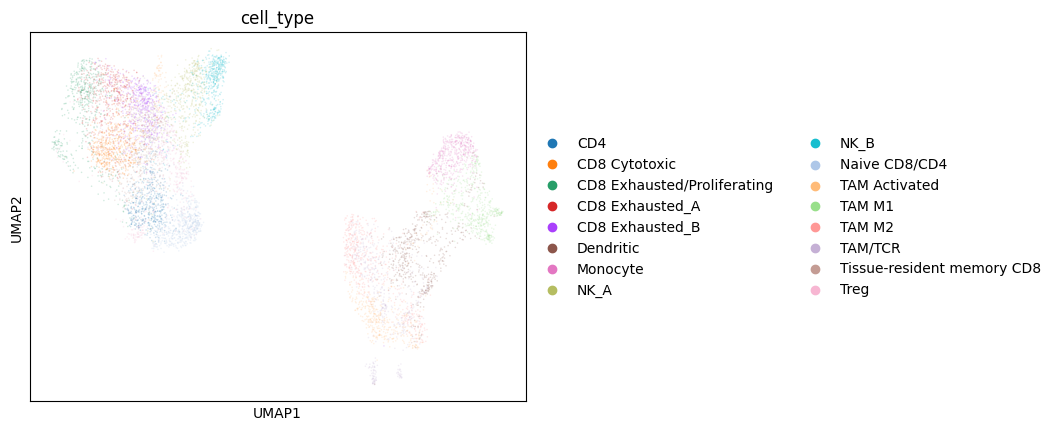 cell_type
UMAP2
UMAP1
CD4
CD8 Cytotoxic
CD8 Exhausted/Proliferating
CD8 Exhausted_A
CD8 Exhausted_B
Dendritic
Monocyte
NK_A
NK_B
Naive CD8/CD4
TAM Activated
TAM M1
TAM M2
TAM/TCR
Tissue-resident memory CD8
Treg